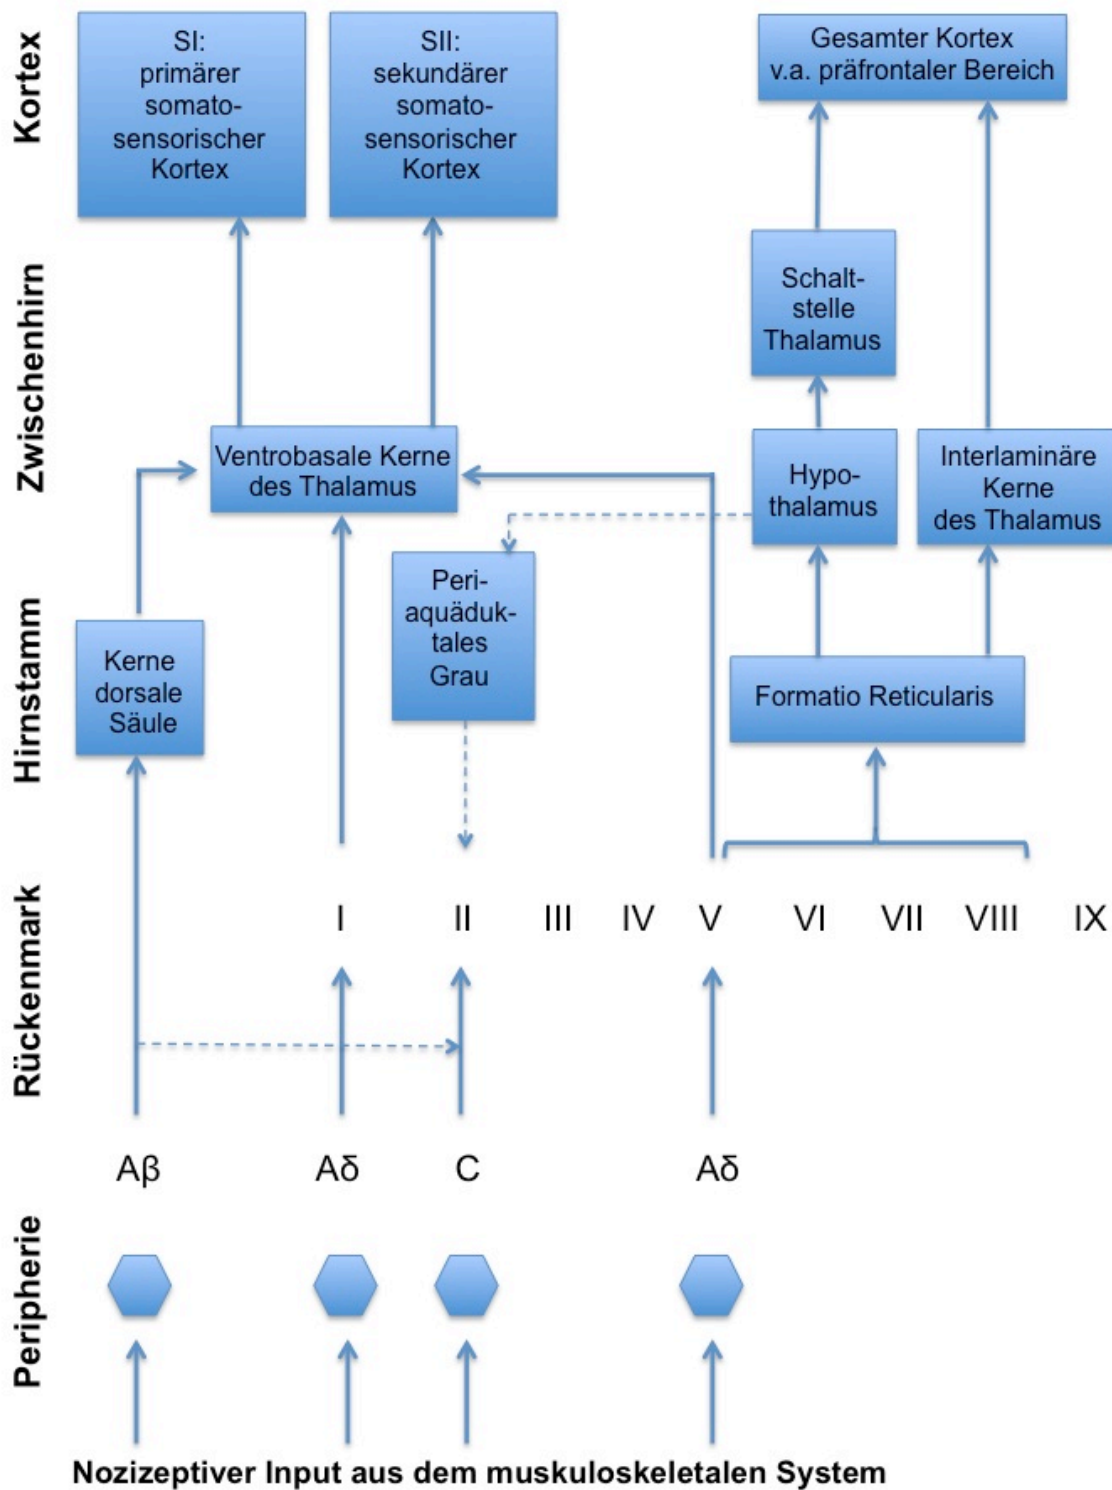 Kortex
SI:
primärer
somato-
sensorischer
Kortex
SII:
sekundärer
somato-
sensorischer
Kortex
Gesamter Kortex
v.a. präfrontaler Bereich
Zwischenhirn
Schalt-
stelle
Thalamus
Ventrobasale Kerne
des Thalamus
Hypo-
thalamus
Interlaminäre
Kerne
des Thalamus
Hirnstamm
Kerne
dorsale
Säule
Peri-
aquäduk-
tales
Grau
Formatio Reticularis
Rückenmark
I II III IV V VI VII VIII IX
Aβ Aδ C Aδ
Peripherie
Nozizeptiver Input aus dem muskuloskeletalen System